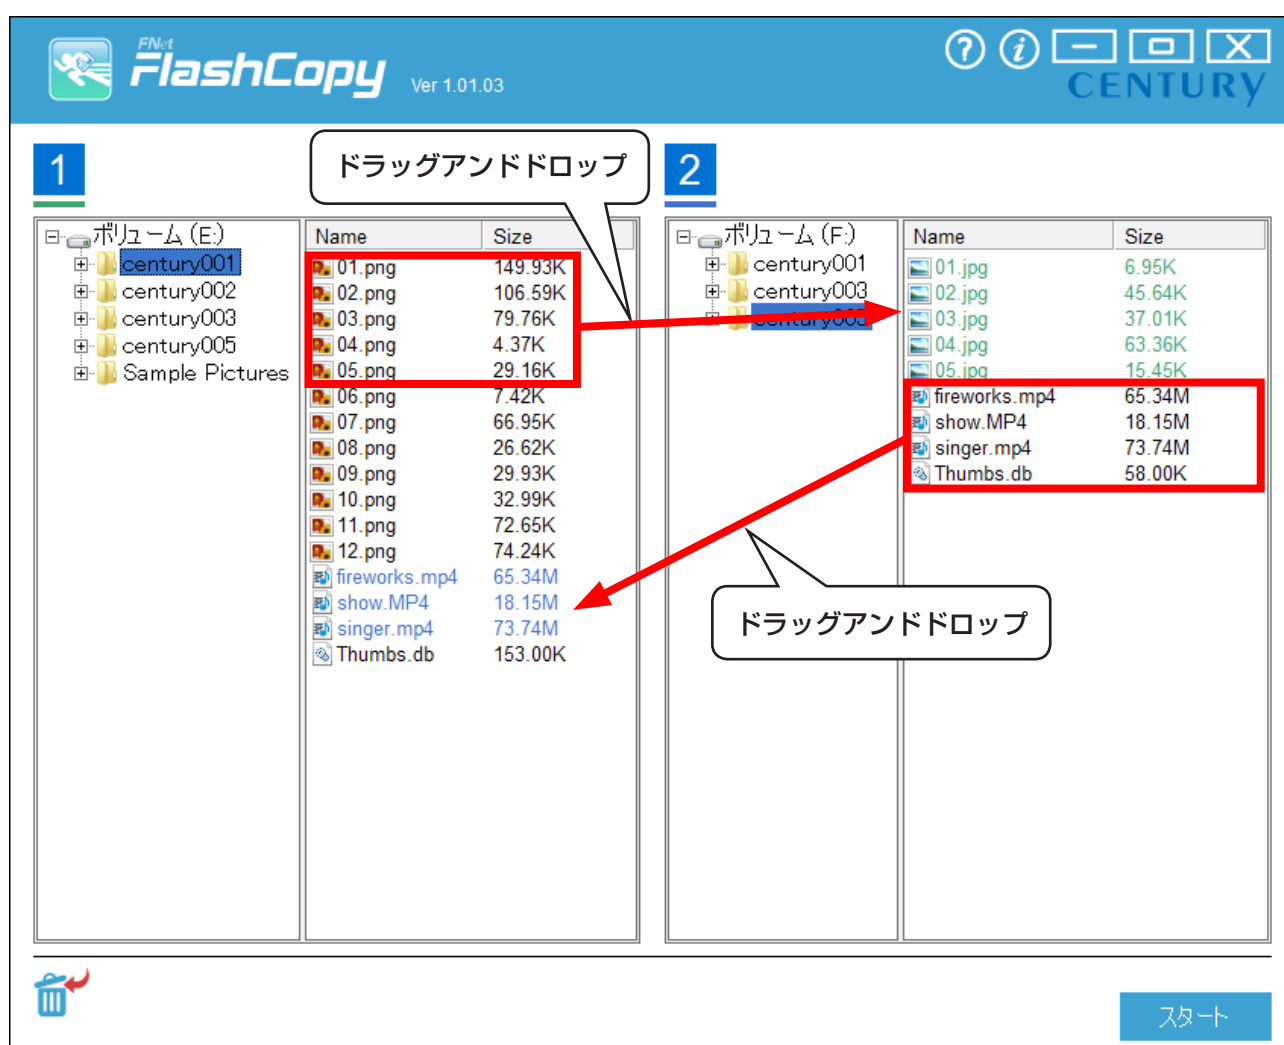 FNet
FlashCopy Ver 1.01.03
CENTURY
1
ドラッグアンドドロップ
2
ボリューム (E:)
century001
century002
century003
century005
Sample Pictures
Name Size
01.png 149.93K
02.png 106.59K
03.png 79.76K
04.png 4.37K
05.png 29.16K
06.png 7.42K
07.png 66.95K
08.png 26.62K
09.png 29.93K
10.png 32.99K
11.png 72.65K
12.png 74.24K
fireworks.mp4 65.34M
show.MP4 18.15M
singer.mp4 73.74M
Thumbs.db 153.00K
ボリューム (F:)
century001
century003
Name Size
01.jpg 6.95K
02.jpg 45.64K
03.jpg 37.01K
04.jpg 63.36K
05.jpg 15.45K
fireworks.mp4 65.34M
show.MP4 18.15M
singer.mp4 73.74M
Thumbs.db 58.00K
ドラッグアンドドロップ
スタート